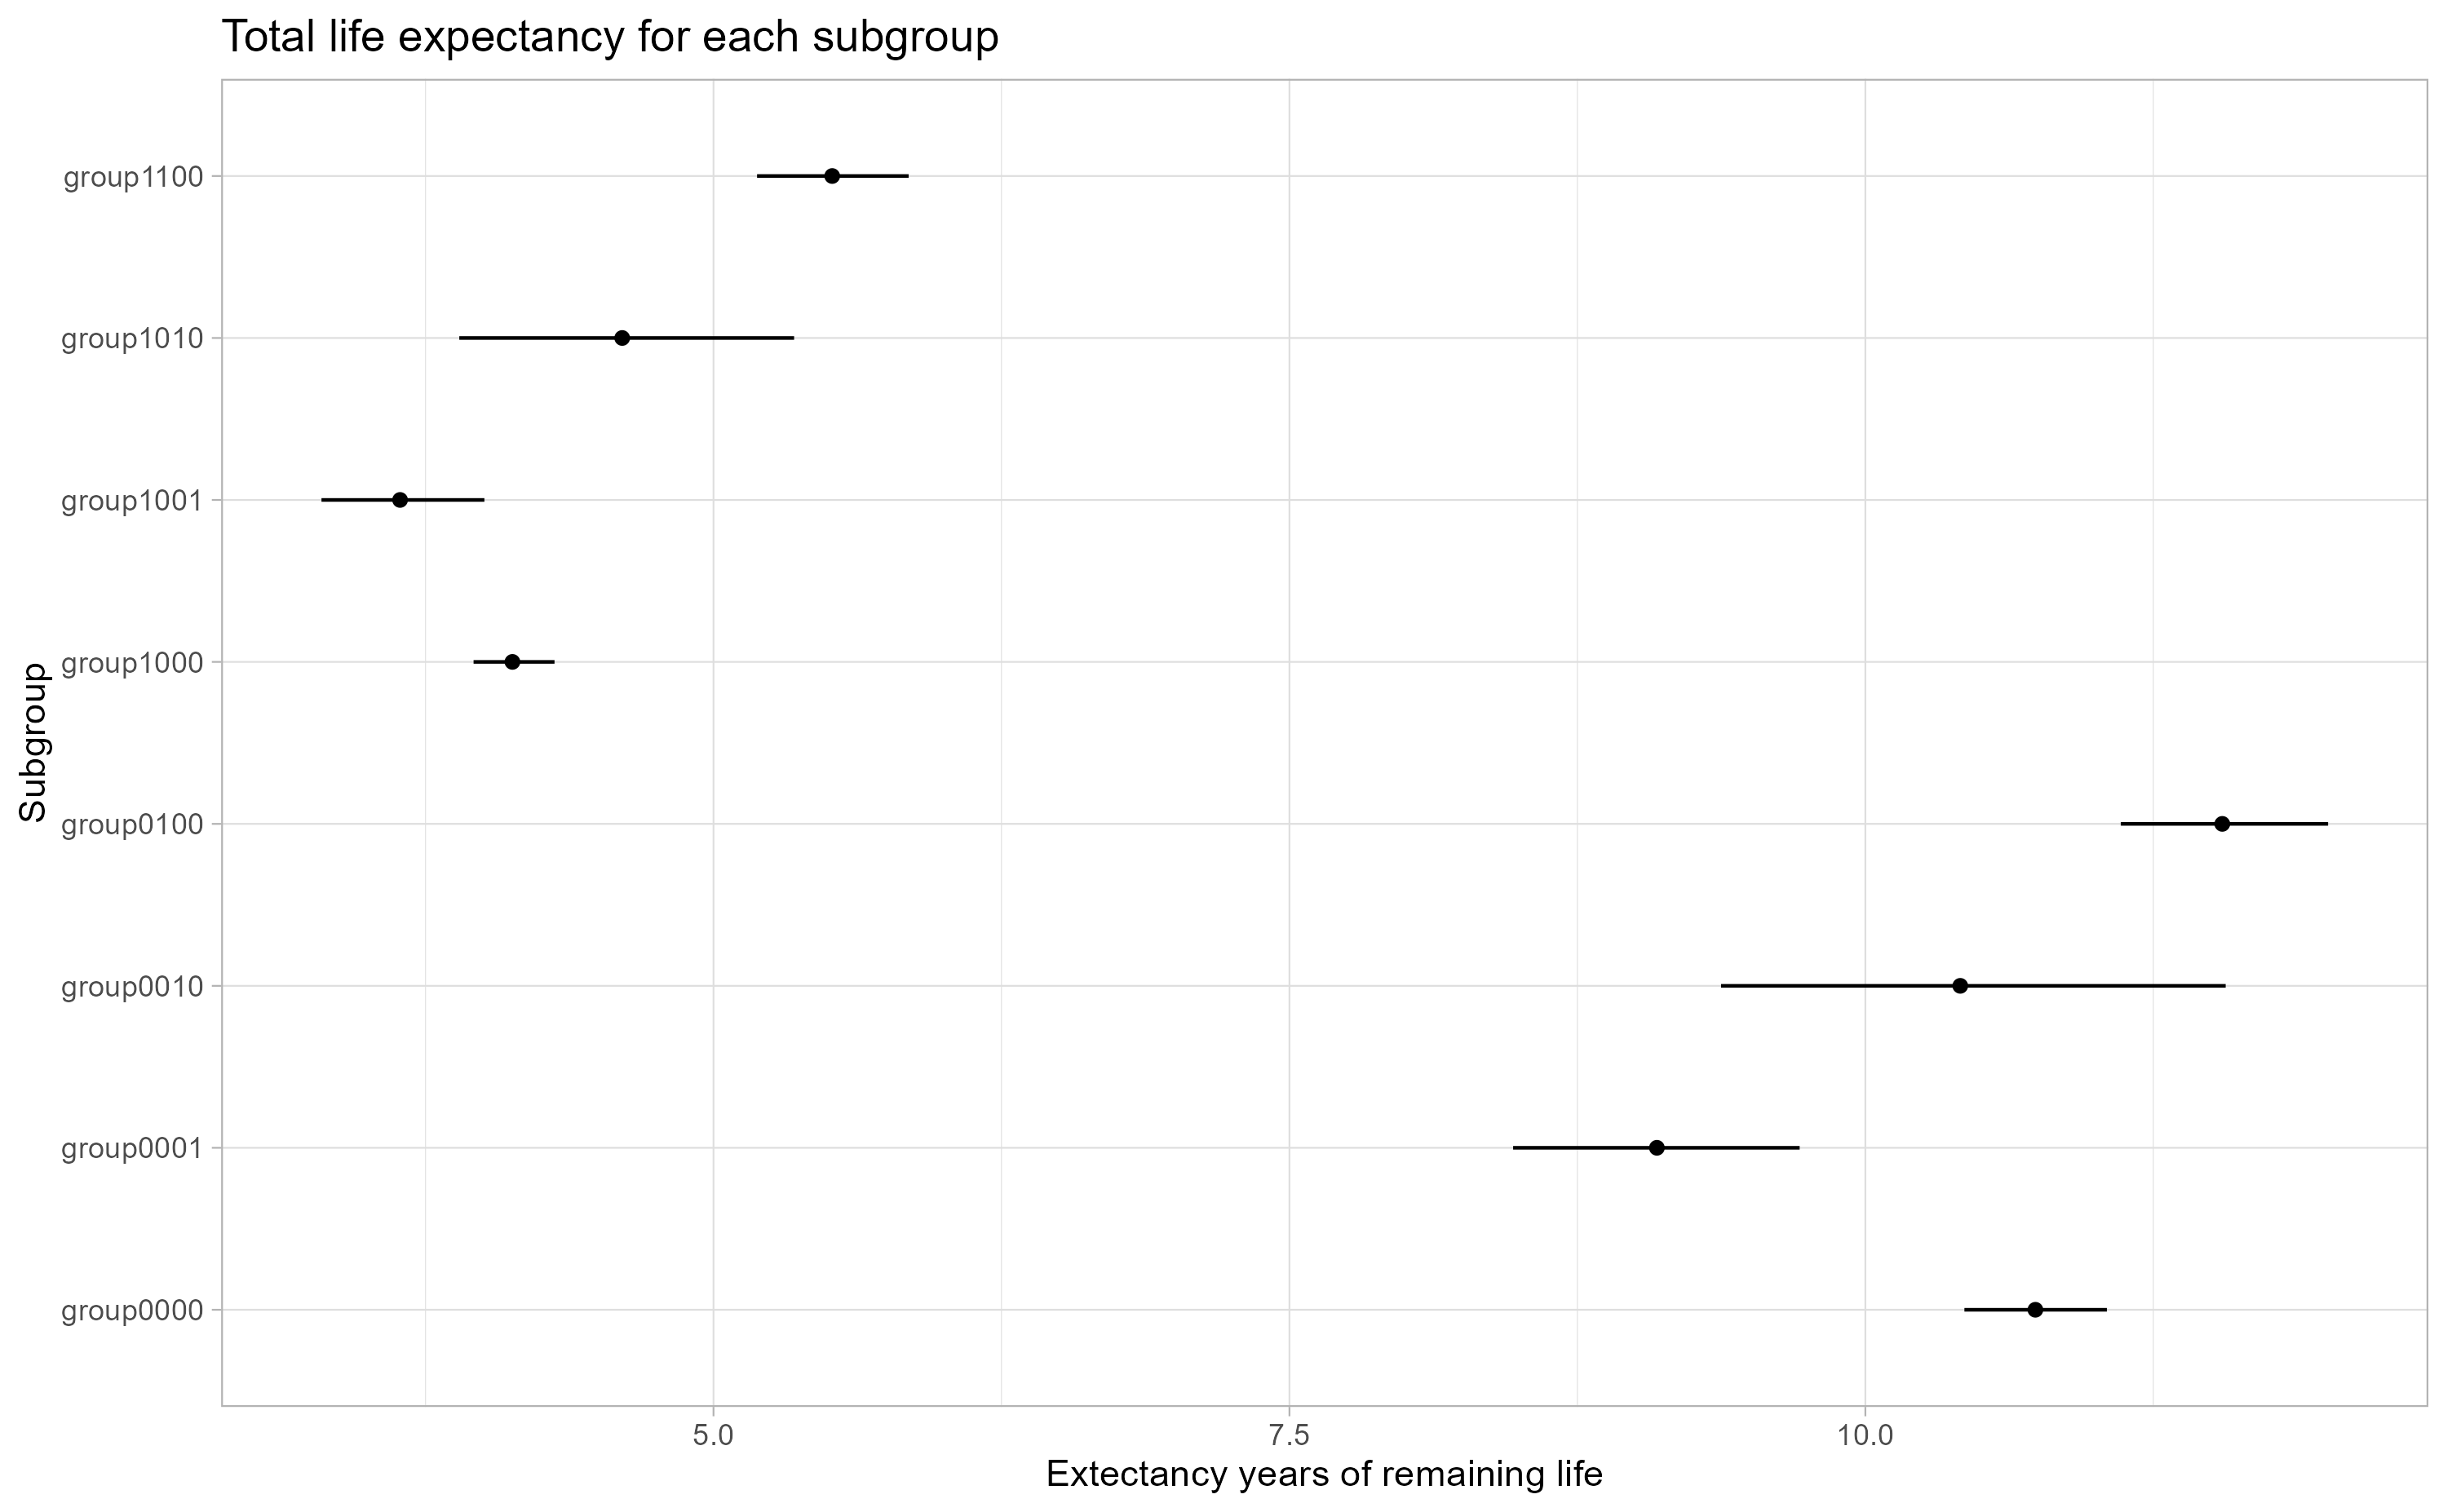 Total life expectancy for each subgroup
Subgroup
group1100
group1010
group1001
group1000
group0100
group0010
group0001
group0000
5.0
7.5
10.0
Extectancy years of remaining life